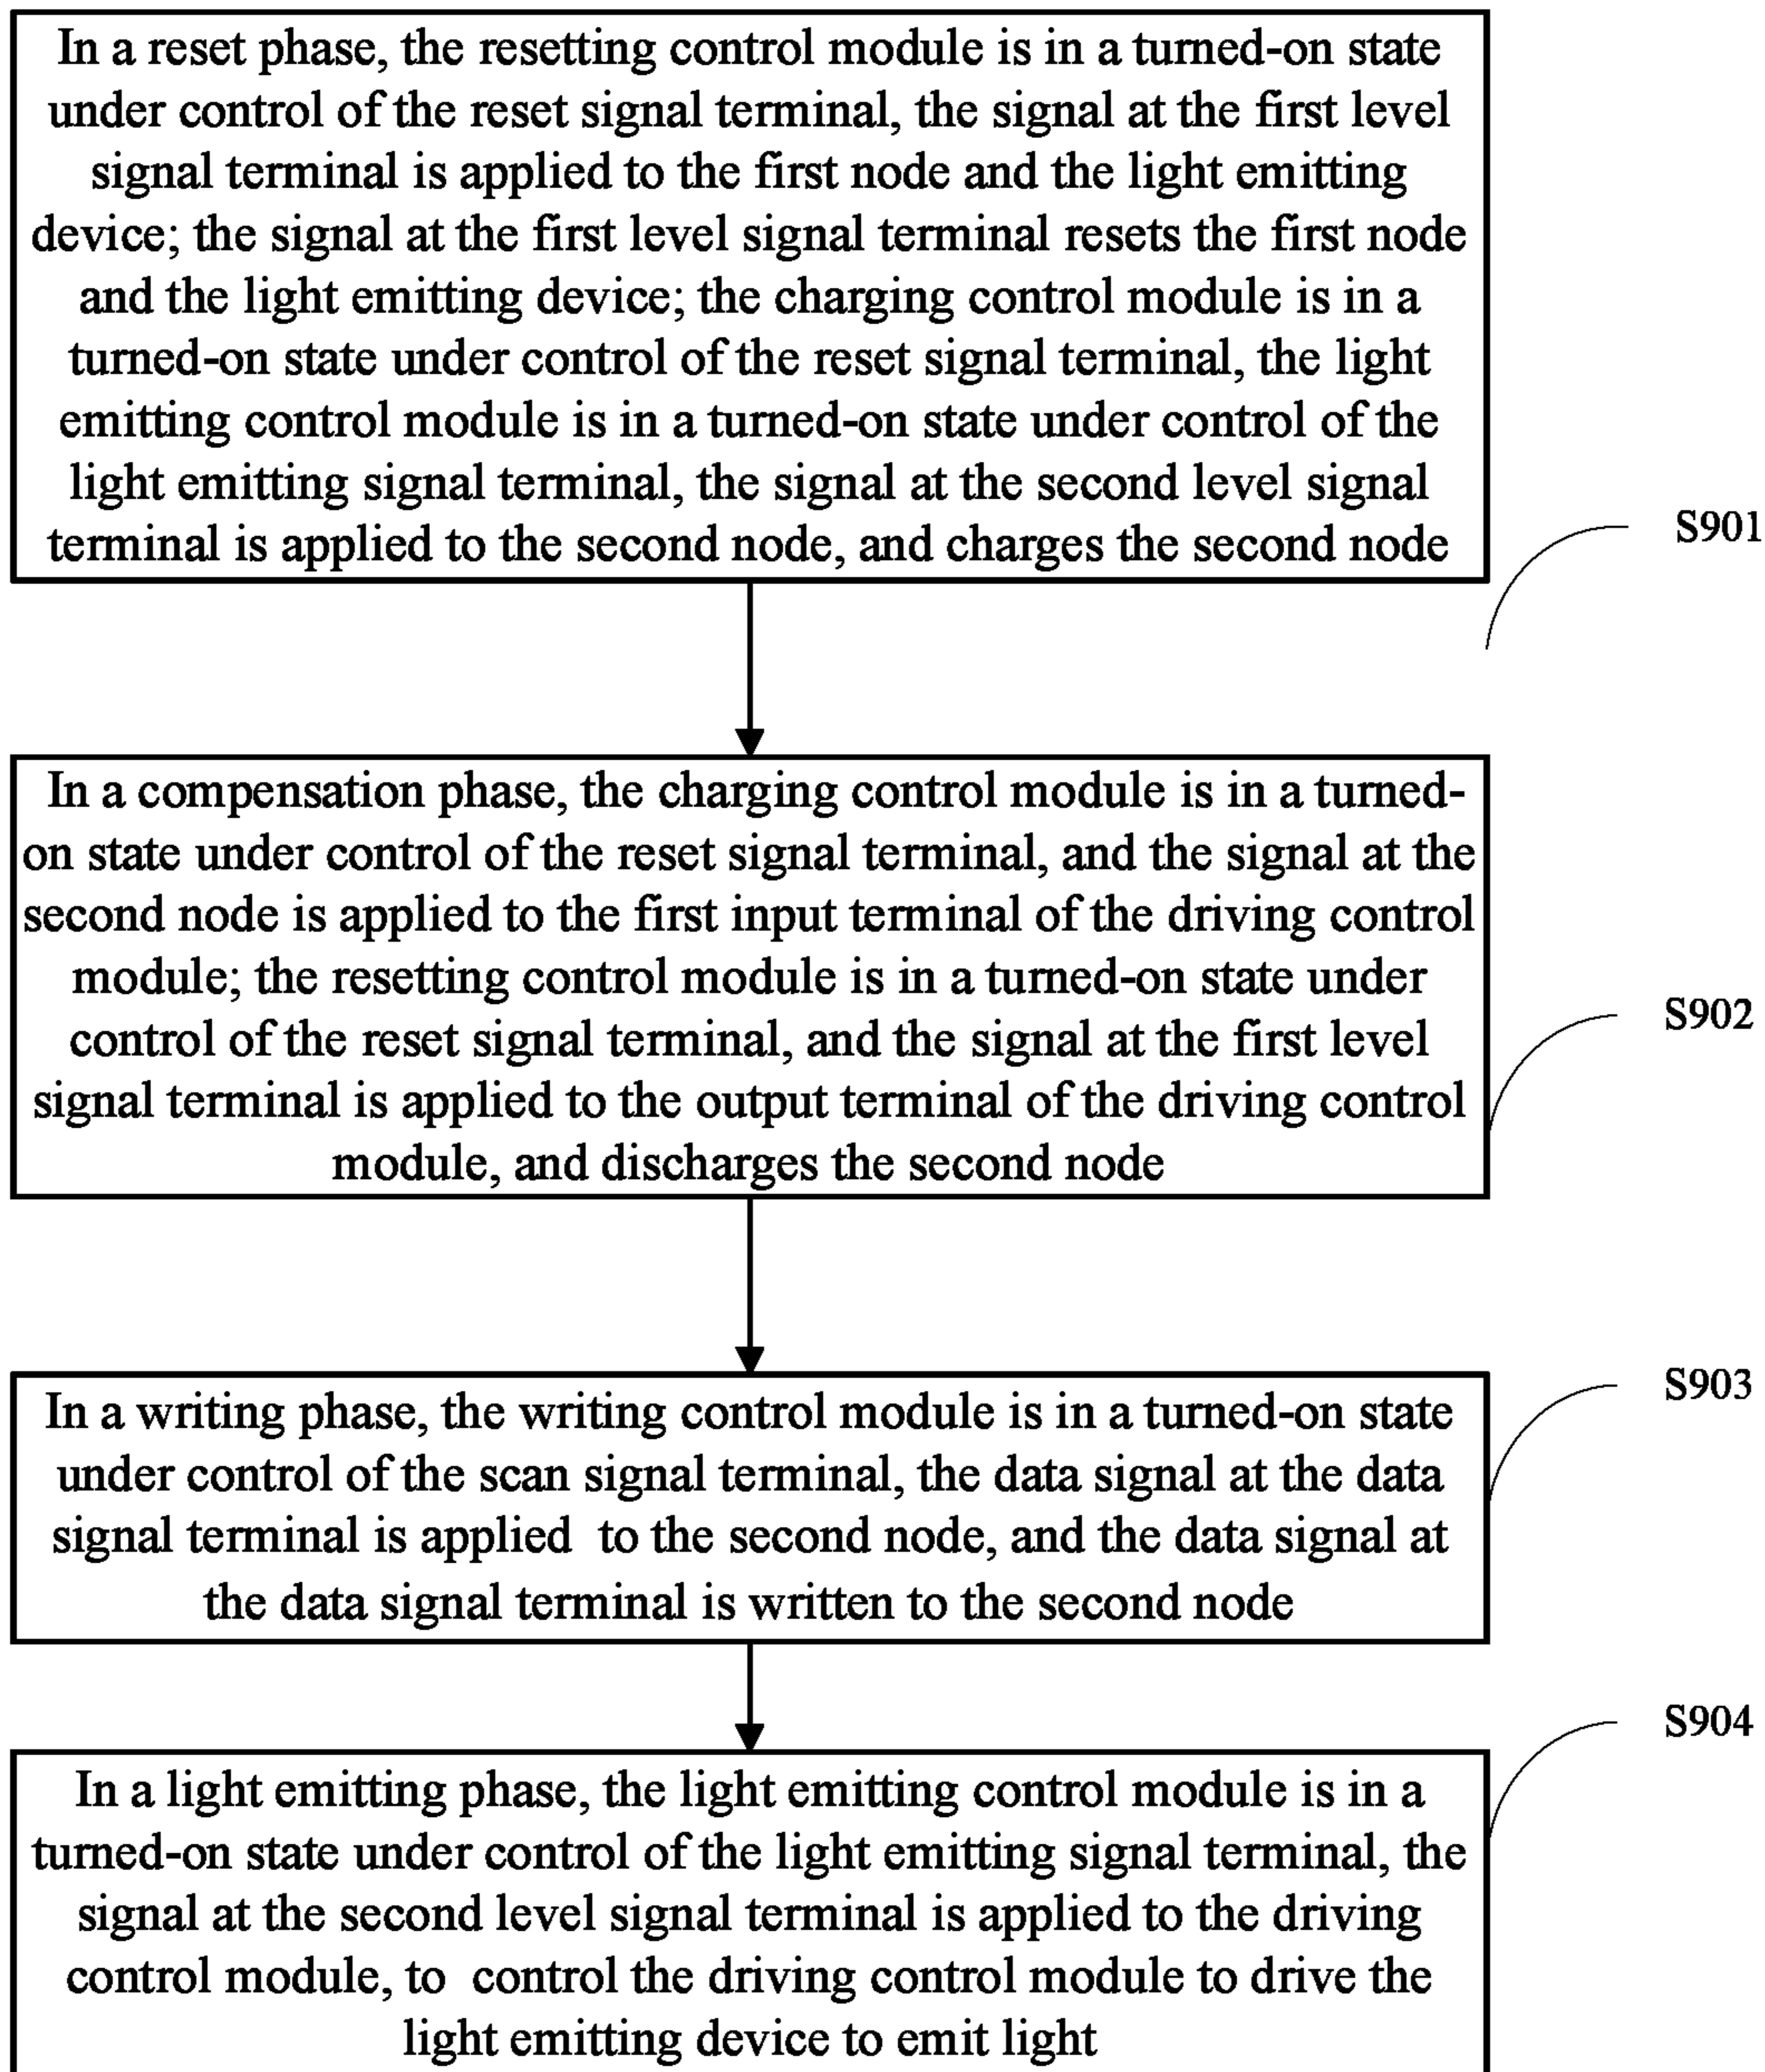 In a reset phase, the resetting control module is in a turned-on state
under control of the reset signal terminal, the signal at the first level
signal terminal is applied to the first node and the light emitting
device; the signal at the first level signal terminal resets the first node
and the light emitting device; the charging control module is in a
turned-on state under control of the reset signal terminal, the light
emitting control module is in a turned-on state under control of the
light emitting signal terminal, the signal at the second level signal
terminal is applied to the second node, and charges the second node
S901
In a compensation phase, the charging control module is in a turned-
on state under control of the reset signal terminal, and the signal at the
second node is applied to the first input terminal of the driving control
module; the resetting control module is in a turned-on state under
control of the reset signal terminal, and the signal at the first level
signal terminal is applied to the output terminal of the driving control
module, and discharges the second node
S902
In a writing phase, the writing control module is in a turned-on state
under control of the scan signal terminal, the data signal at the data
signal terminal is applied to the second node, and the data signal at
the data signal terminal is written to the second node
S903
In a light emitting phase, the light emitting control module is in a
turned-on state under control of the light emitting signal terminal, the
signal at the second level signal terminal is applied to the driving
control module, to control the driving control module to drive the
light emitting device to emit light
S904